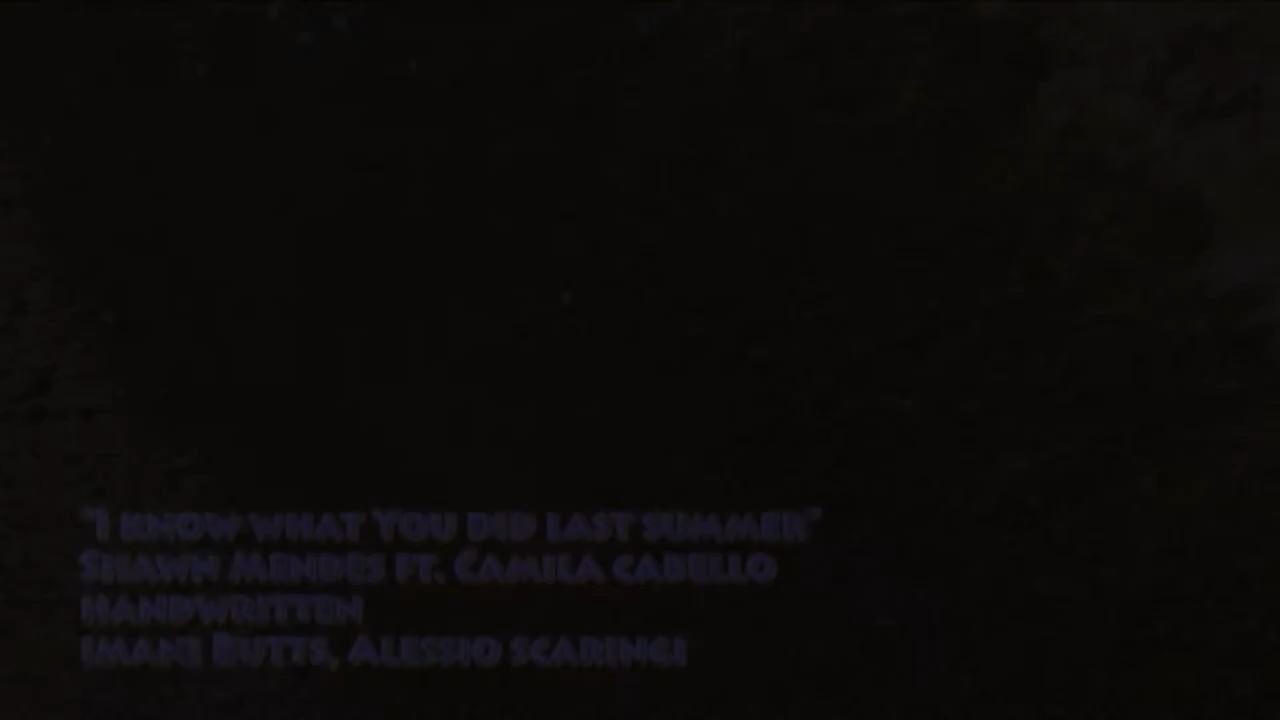 "I KNOW WHAT YOU DID LAST SUMMER"
SHAWN MENDES FT. CAMILA CABELLO
HANDWRITTEN
IMANI BUTTS, ALESSIO SCARINGI